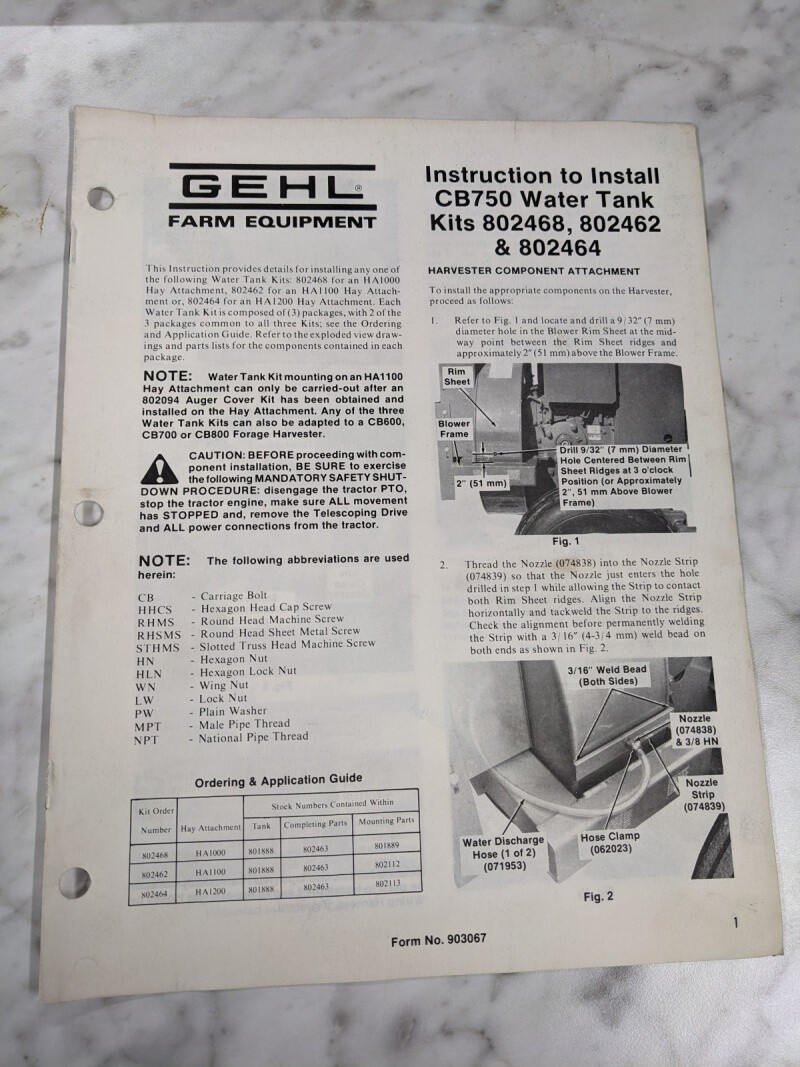 GEHL®
FARM EQUIPMENT
This Instruction provides details for installing any one of
the following Water Tank Kits: 802468 for an HA1000
Hay Attachment, 802462 for an HA1100 Hay Attach-
ment or, 802464 for an HA1200 Hay Attachment. Each
Water Tank Kit is composed of (3) packages, with 2 of the
3 packages common to all three Kits; see the Ordering
and Application Guide. Refer to the exploded view draw-
ings and parts lists for the components contained in each
package.
NOTE: Water Tank Kit mounting on an HA1100
Hay Attachment can only be carried-out after an
802094 Auger Cover Kit has been obtained and
installed on the Hay Attachment. Any of the three
Water Tank Kits can also be adapted to a CB600,
CB700 or CB800 Forage Harvester.
CAUTION: BEFORE proceeding with com-
ponent installation, BE SURE to exercise
the following MANDATORY SAFETY SHUT-
DOWN PROCEDURE: disengage the tractor PTO,
stop the tractor engine, make sure ALL movement
has STOPPED and, remove the Telescoping Drive
and ALL power connections from the tractor.
NOTE: The following abbreviations are used
herein:
CB - Carriage Bolt
HHCS - Hexagon Head Cap Screw
RHMS - Round Head Machine Screw
RHSMS - Round Head Sheet Metal Screw
STHMS - Slotted Truss Head Machine Screw
HN - Hexagon Nut
HLN - Hexagon Lock Nut
WN - Wing Nut
LW - Lock Nut
PW - Plain Washer
MPT - Male Pipe Thread
NPT - National Pipe Thread
Ordering & Application Guide
Kit Order Number | Hay Attachment | Stock Numbers Contained Within
Tank | Completing Parts | Mounting Parts
802468 | HA1000 | 801888 | 802463 | 801889
802462 | HA1100 | 801888 | 802463 | 802112
802464 | HA1200 | 801888 | 802463 | 802113
Instruction to Install
CB750 Water Tank
Kits 802468, 802462
& 802464
HARVESTER COMPONENT ATTACHMENT
To install the appropriate components on the Harvester,
proceed as follows:
1. Refer to Fig. 1 and locate and drill a 9/32" (7 mm)
diameter hole in the Blower Rim Sheet at the mid-
way point between the Rim Sheet ridges and
approximately 2" (51 mm) above the Blower Frame.
Rim
Sheet
Blower
Frame
2" (51 mm)
Drill 9/32" (7 mm) Diameter
Hole Centered Between Rim
Sheet Ridges at 3 o'clock
Position (or Approximately
2", 51 mm Above Blower
Frame)
Fig. 1
2. Thread the Nozzle (074838) into the Nozzle Strip
(074839) so that the Nozzle just enters the hole
drilled in step 1 while allowing the Strip to contact
both Rim Sheet ridges. Align the Nozzle Strip
horizontally and tackweld the Strip to the ridges.
Check the alignment before permanently welding
the Strip with a 3/16" (4-3/4 mm) weld bead on
both ends as shown in Fig. 2.
3/16" Weld Bead
(Both Sides)
Nozzle
(074838)
& 3/8 HN
Nozzle
Strip
(074839)
Water Discharge
Hose (1 of 2)
(071953)
Hose Clamp
(062023)
Fig. 2
1
Form No. 903067